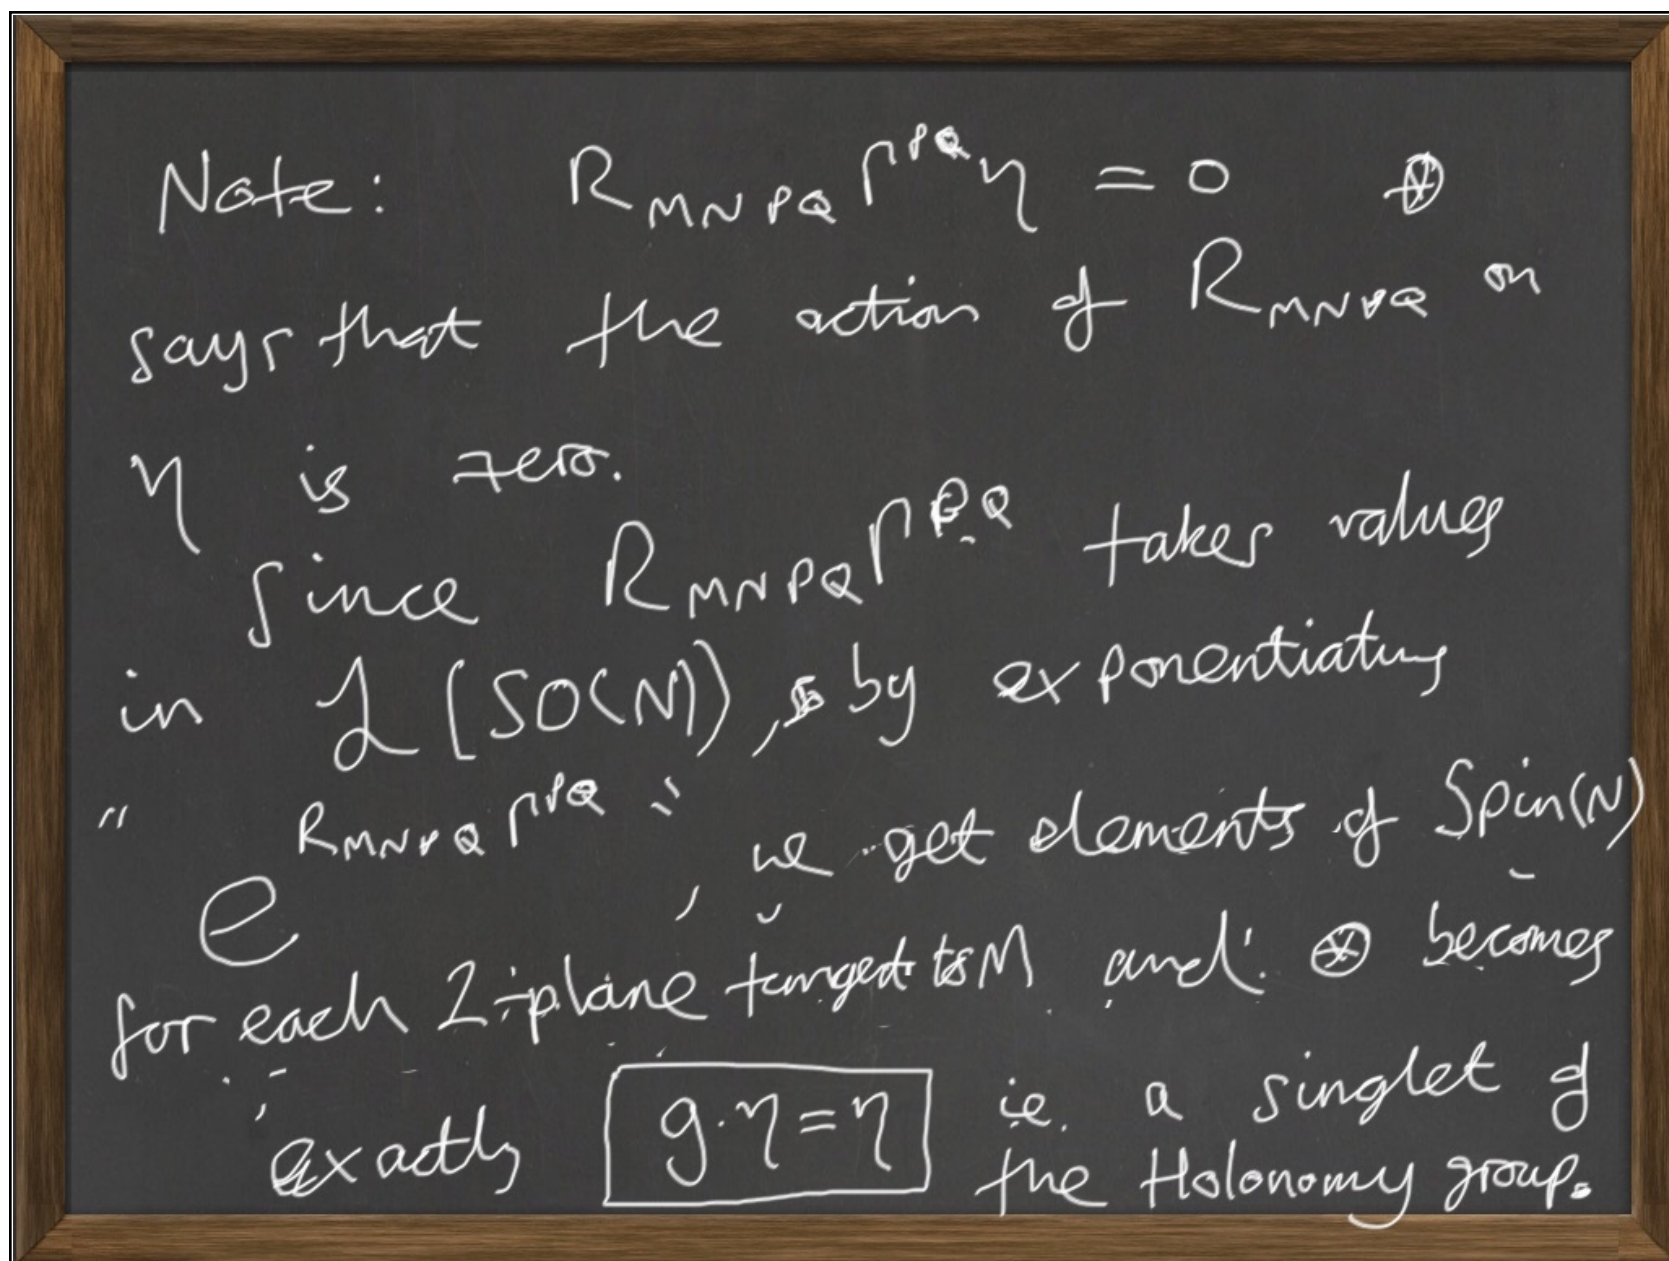 Note: R_{MNPQ} Γ^{PQ} η = 0 ⊛
says that the action of R_{MNPQ} on
η is zero.
Since R_{MNPQ} Γ^{PQ} takes values
in L(SO(N)), by exponentiating
" e^{R_{MNPQ} Γ^{PQ}} ", we get elements of Spin(N)
for each 2-plane tangent to M and ⊛ becomes
exactly g·η = η i.e. a singlet of
the Holonomy group.